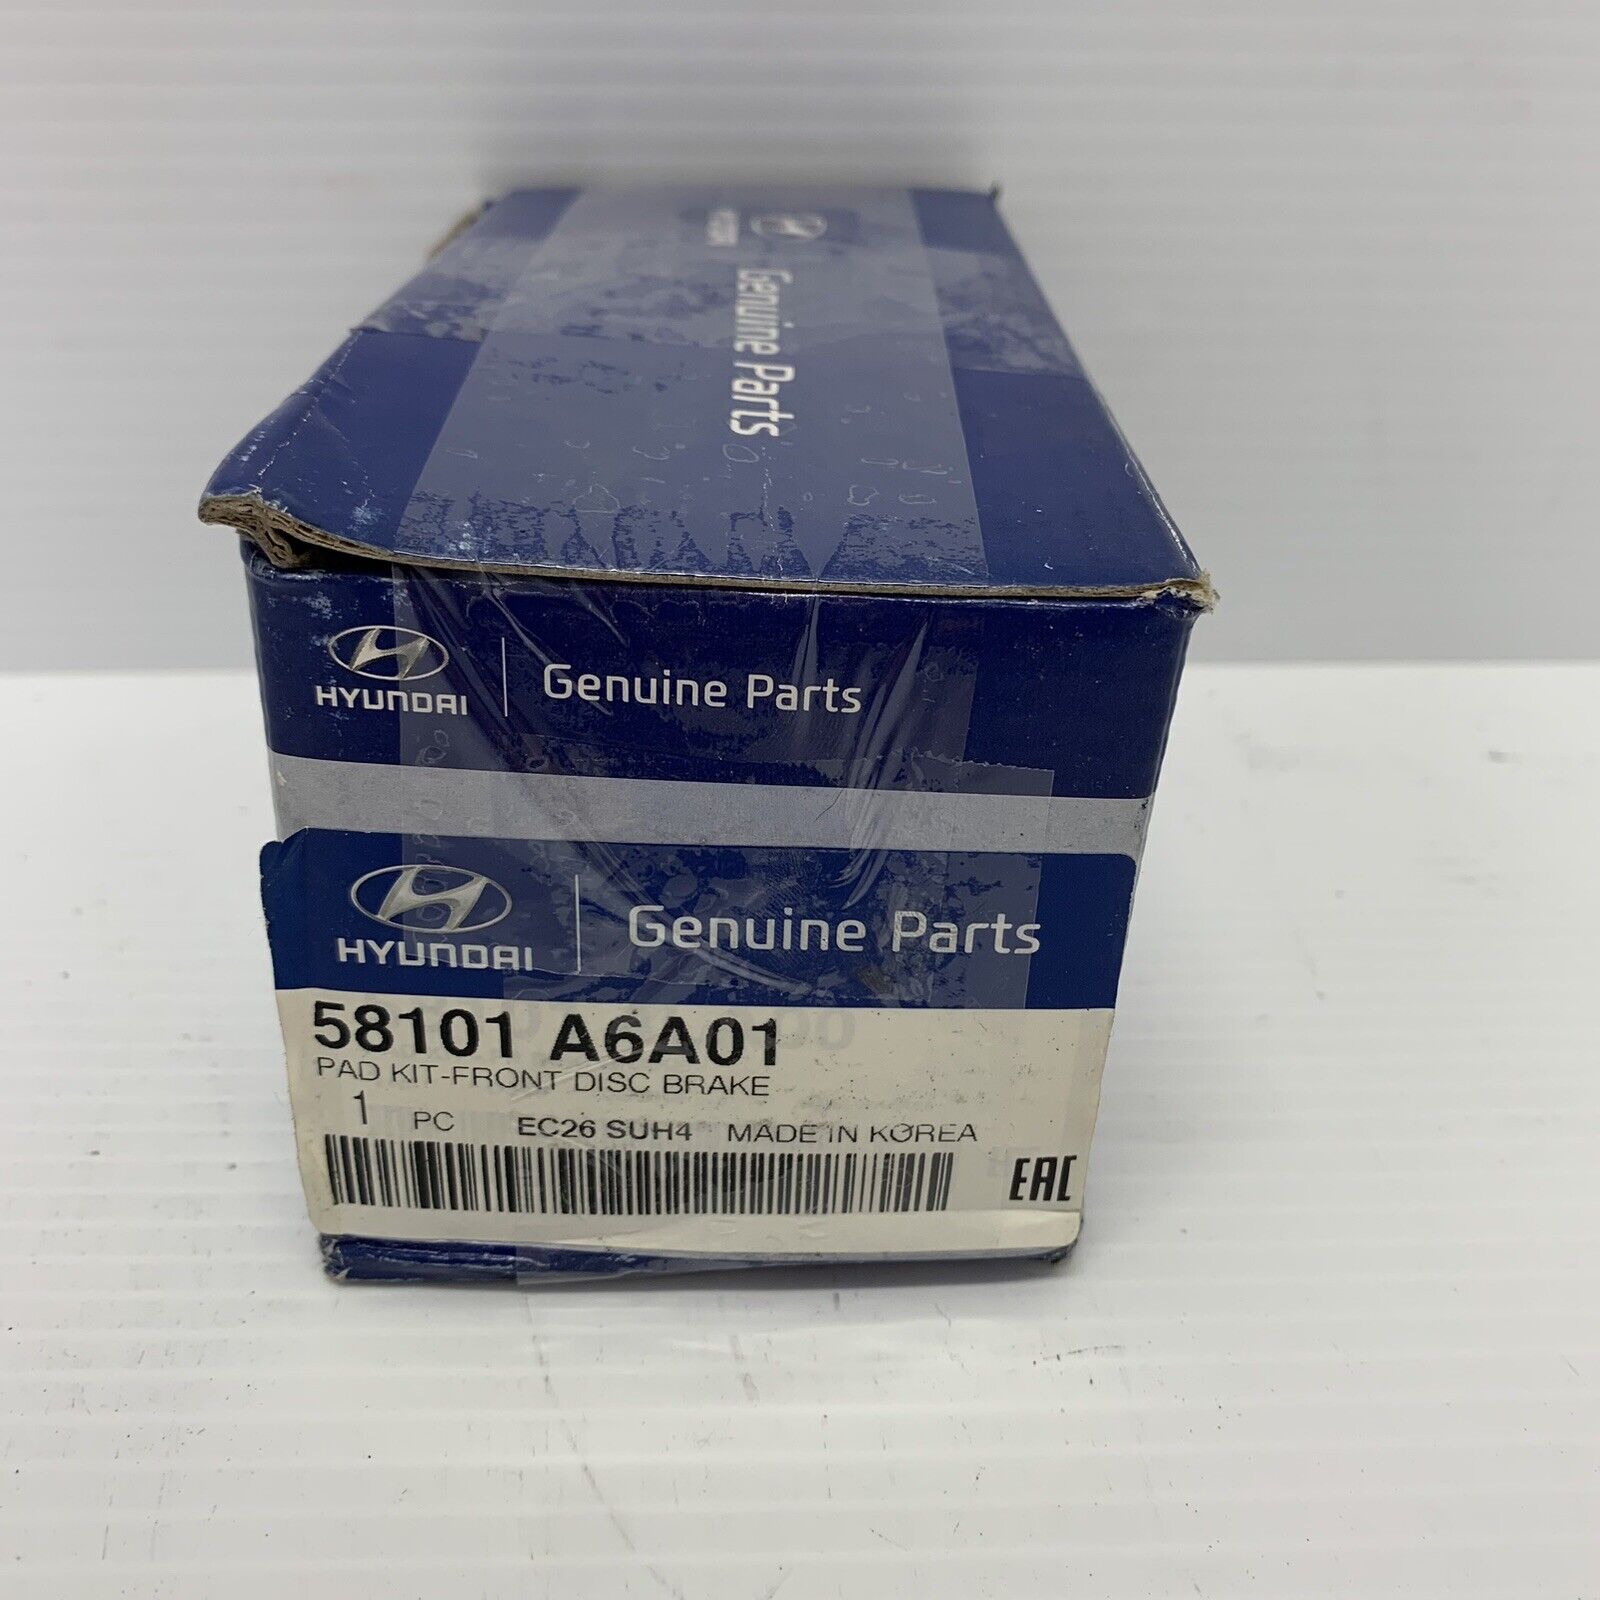 HYUNDAI
Genuine Parts
HYUNDAI Genuine Parts
HYUNDAI Genuine Parts
58101 A6A01
PAD KIT-FRONT DISC BRAKE
1 PC EC26 SUH4 MADE IN KOREA
EAC